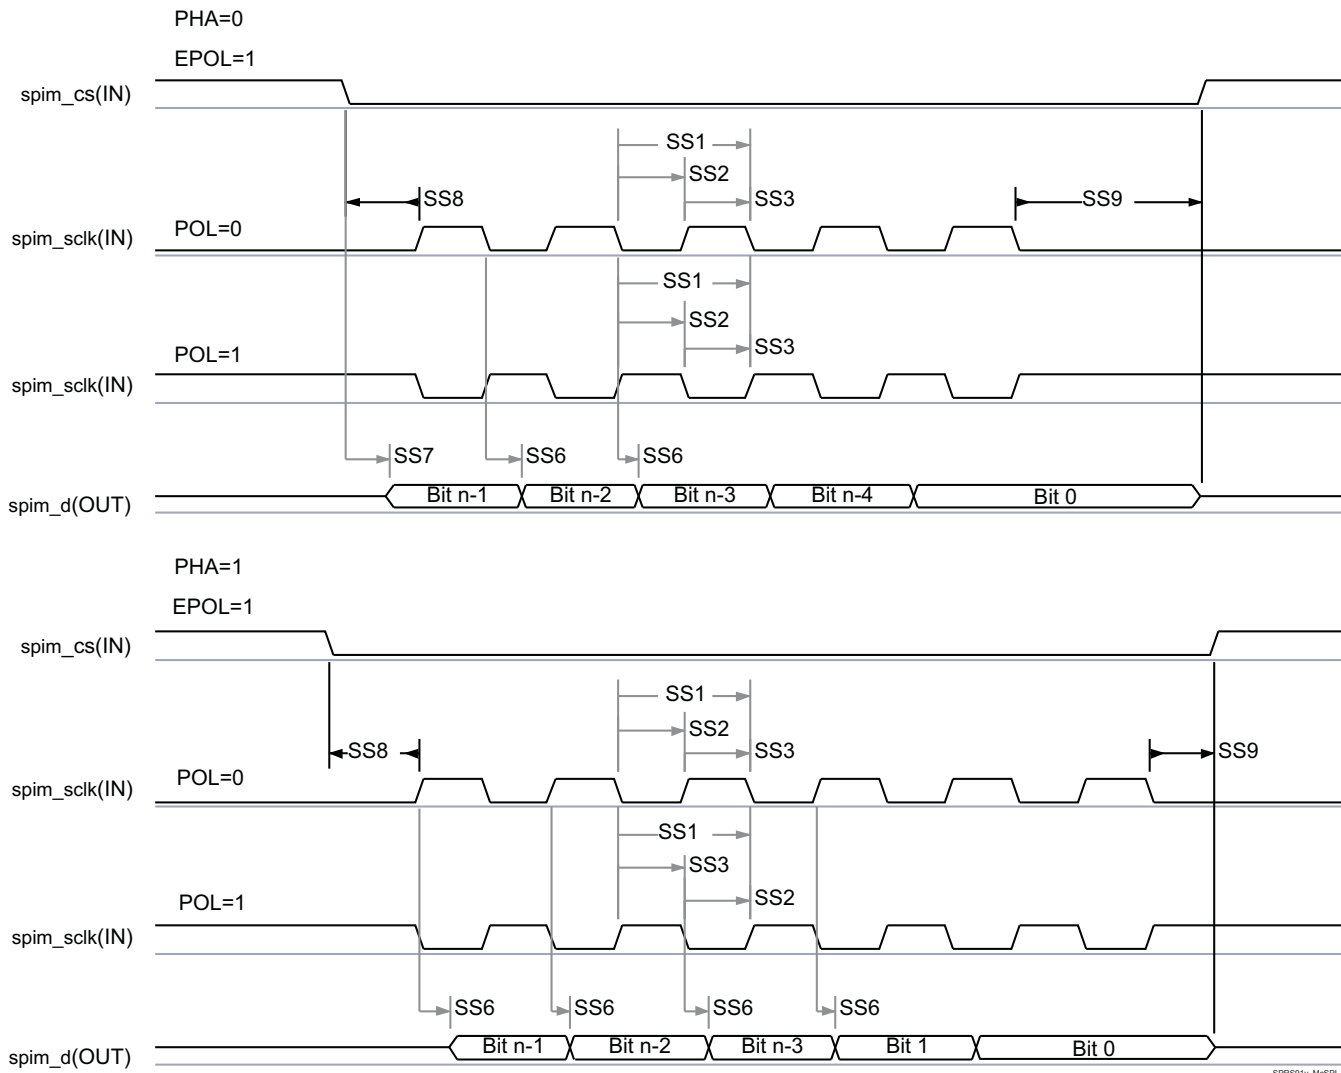 PHA=0
EPOL=1
spim_cs(IN)
SS1
SS2
SS8
SS3
SS9
POL=0
spim_sclk(IN)
SS1
SS2
SS3
POL=1
spim_sclk(IN)
SS7
SS6
SS6
Bit n-1
Bit n-2
Bit n-3
Bit n-4
Bit 0
spim_d(OUT)
PHA=1
EPOL=1
spim_cs(IN)
SS1
SS2
SS8
SS3
SS9
POL=0
spim_sclk(IN)
SS1
SS3
SS2
POL=1
spim_sclk(IN)
SS6
SS6
SS6
SS6
Bit n-1
Bit n-2
Bit n-3
Bit 1
Bit 0
spim_d(OUT)